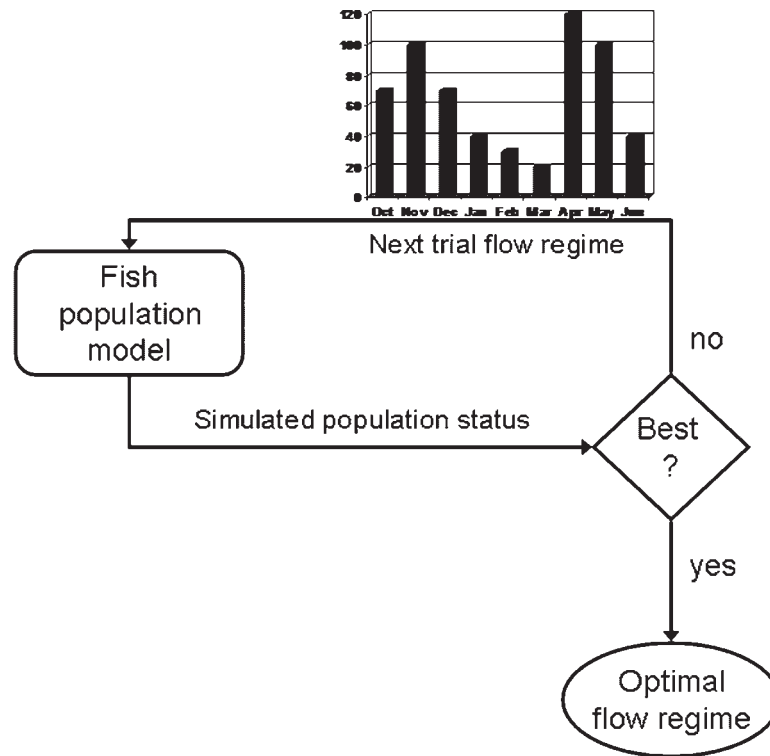 120
100
80
60
40
20
0
Oct Nov Dec Jan Feb Mar Apr May Jun
Next trial flow regime
Fish
population
model
no
Simulated population status
Best
?
yes
Optimal
flow regime